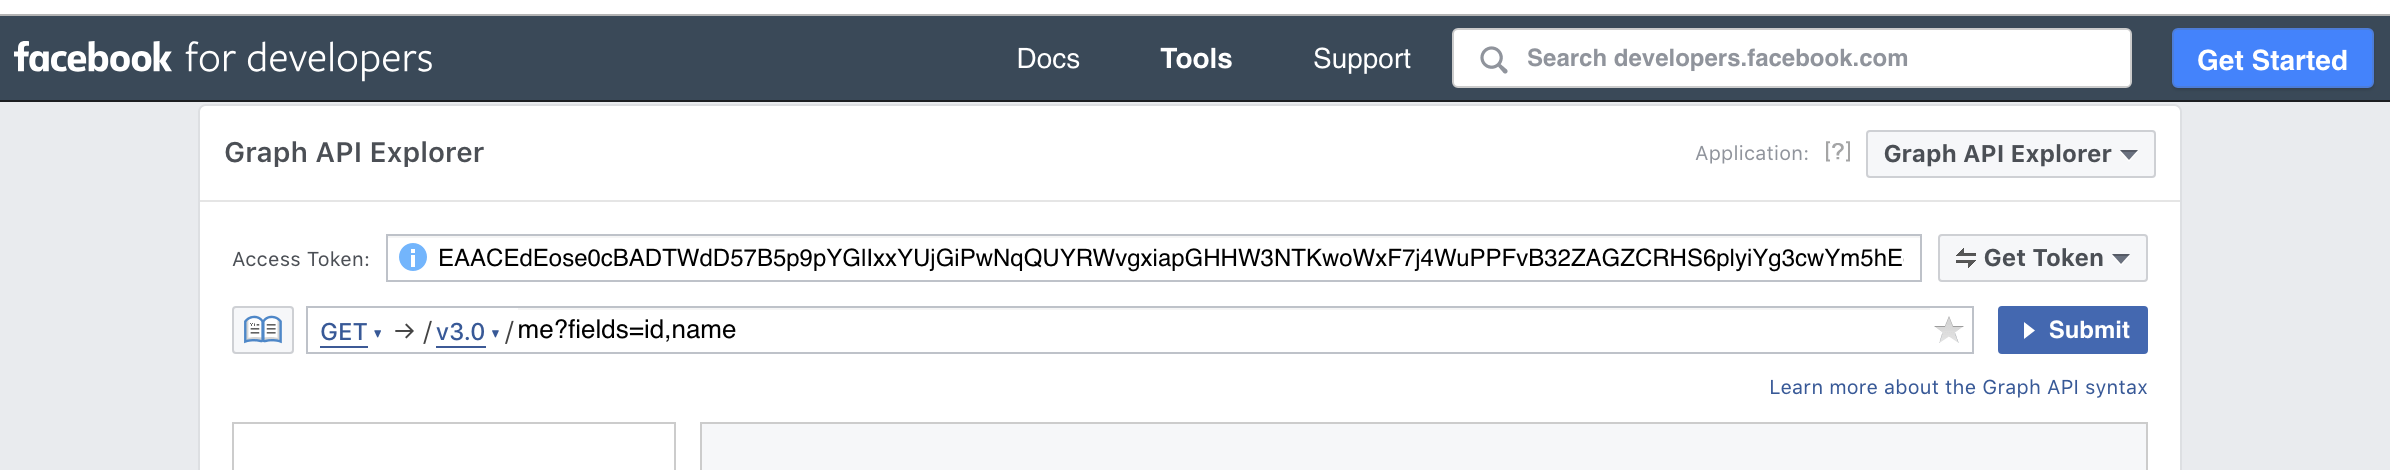 facebook for developers Docs Tools Support Search developers.facebook.com Get Started
Graph API Explorer Application: [?] Graph API Explorer
Access Token: EAACEdEose0cBADTWdD57B5p9pYGlIxxYUjGiPwNqQUYRWvgxiapGHHW3NTKwoWxF7j4WuPPFvB32ZAGZCRHS6plyiYg3cwYm5hE Get Token
GET → / v3.0 / me?fields=id,name Submit
Learn more about the Graph API syntax